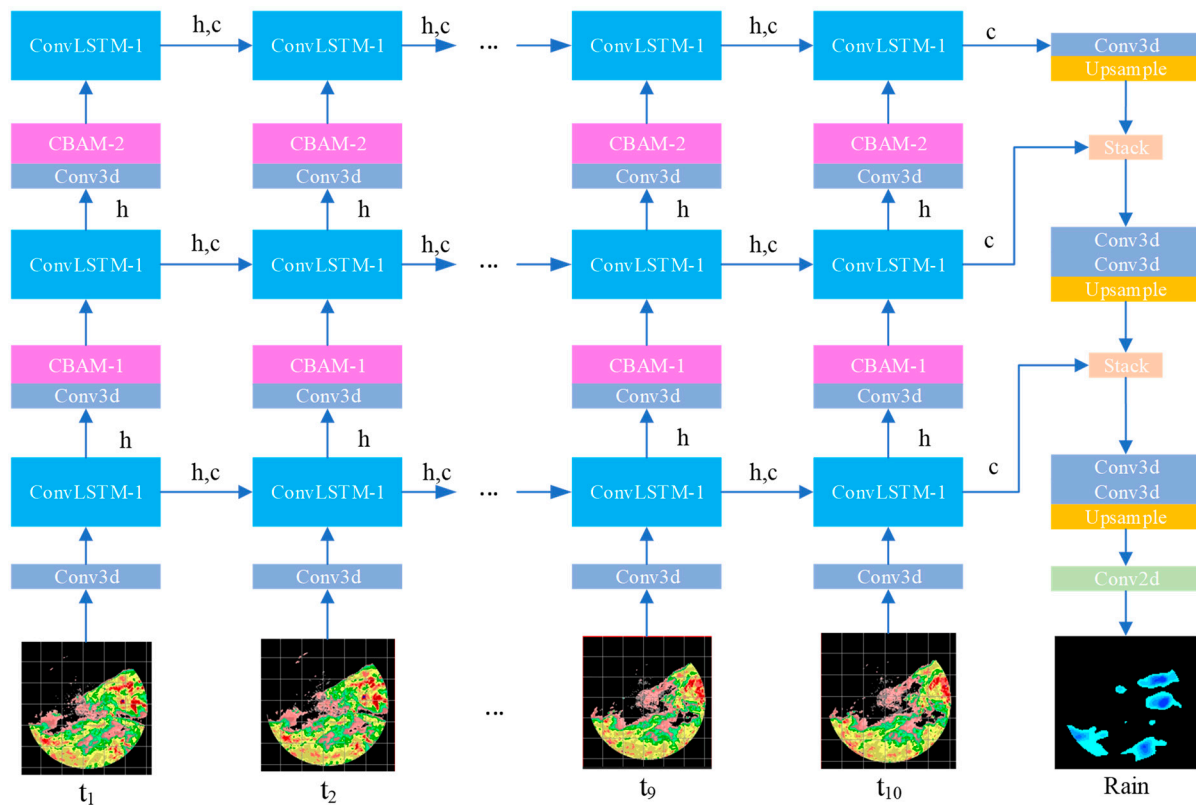 ConvLSTM-1 h,c ConvLSTM-1 h,c ... ConvLSTM-1 h,c ConvLSTM-1 c Conv3d
Upsample
CBAM-2 CBAM-2 CBAM-2 CBAM-2 Stack
Conv3d Conv3d Conv3d Conv3d
h h h h
ConvLSTM-1 h,c ConvLSTM-1 h,c ... ConvLSTM-1 h,c ConvLSTM-1 c Conv3d
Conv3d
Upsample
CBAM-1 CBAM-1 CBAM-1 CBAM-1 Stack
Conv3d Conv3d Conv3d Conv3d
h h h h
ConvLSTM-1 h,c ConvLSTM-1 h,c ... ConvLSTM-1 h,c ConvLSTM-1 c Conv3d
Conv3d
Upsample
Conv3d Conv3d Conv3d Conv3d Conv2d
...
t1 t2 t9 t10 Rain